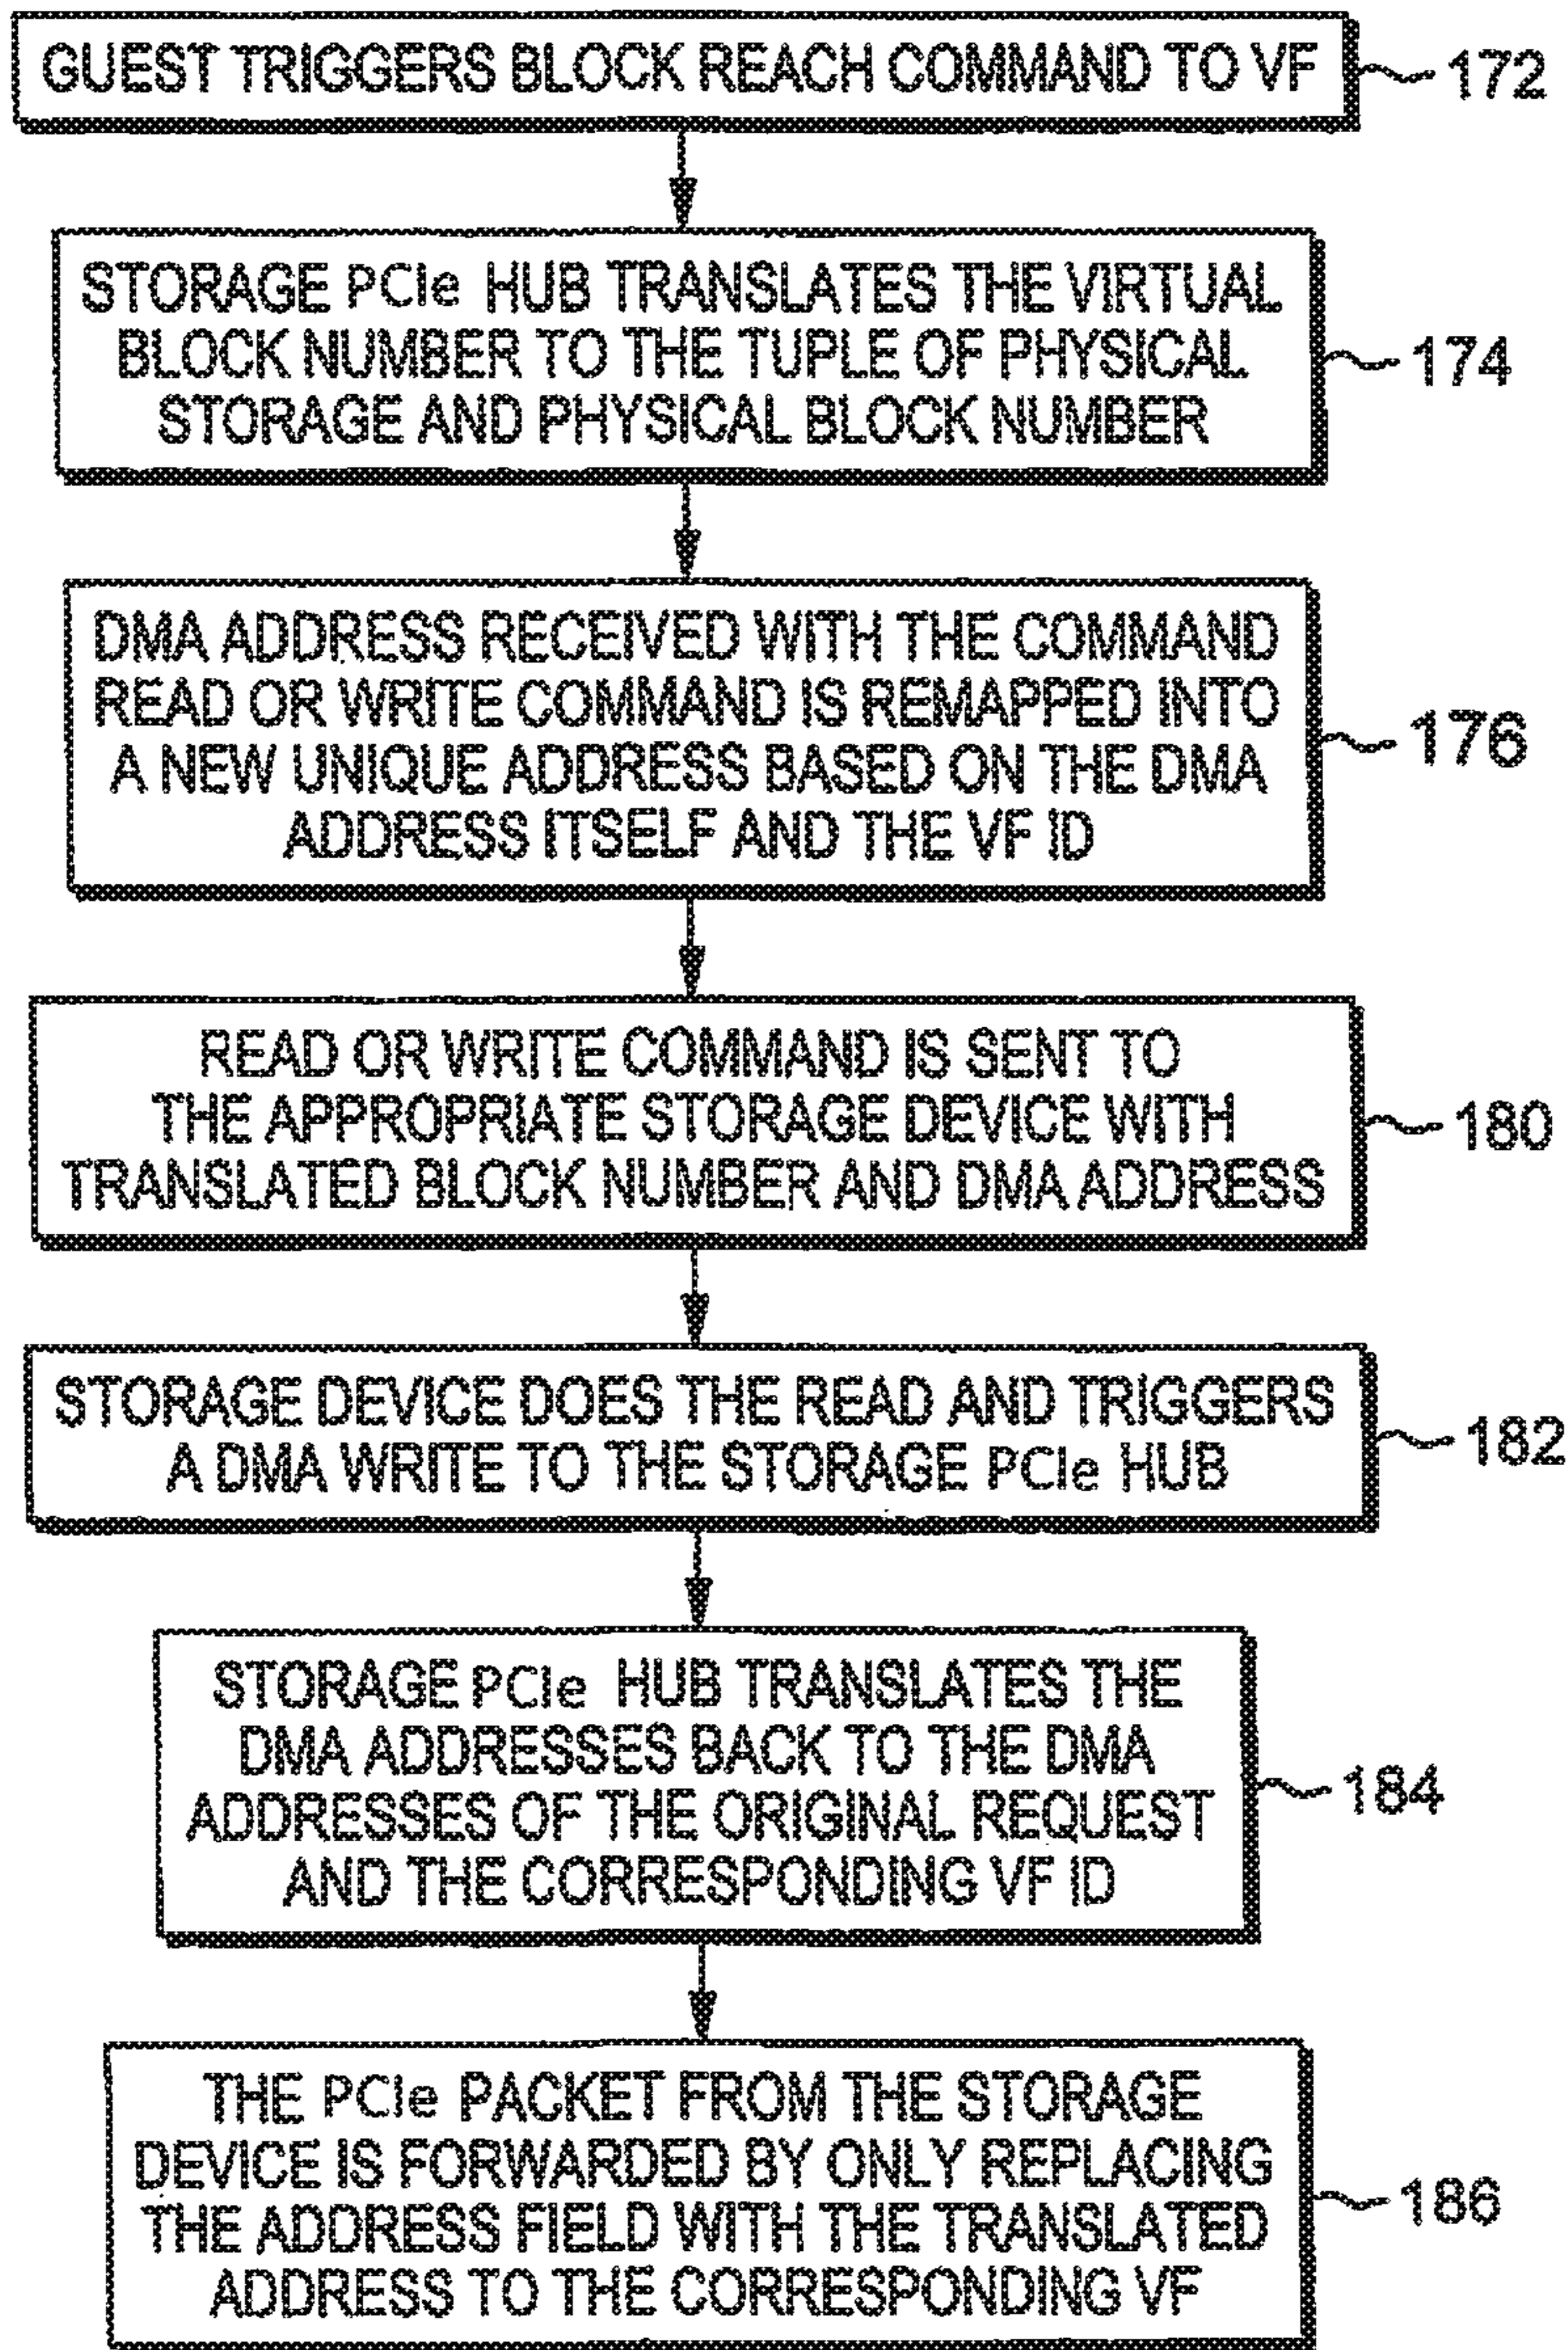 GUEST TRIGGERS BLOCK REACH COMMAND TO VF
172
STORAGE PCIe HUB TRANSLATES THE VIRTUAL
BLOCK NUMBER TO THE TUPLE OF PHYSICAL
STORAGE AND PHYSICAL BLOCK NUMBER
174
DMA ADDRESS RECEIVED WITH THE COMMAND
READ OR WRITE COMMAND IS REMAPPED INTO
A NEW UNIQUE ADDRESS BASED ON THE DMA
ADDRESS ITSELF AND THE VF ID
176
READ OR WRITE COMMAND IS SENT TO
THE APPROPRIATE STORAGE DEVICE WITH
TRANSLATED BLOCK NUMBER AND DMA ADDRESS
180
STORAGE DEVICE DOES THE READ AND TRIGGERS
A DMA WRITE TO THE STORAGE PCIe HUB
182
STORAGE PCIe HUB TRANSLATES THE
DMA ADDRESSES BACK TO THE DMA
ADDRESSES OF THE ORIGINAL REQUEST
AND THE CORRESPONDING VF ID
184
THE PCIe PACKET FROM THE STORAGE
DEVICE IS FORWARDED BY ONLY REPLACING
THE ADDRESS FIELD WITH THE TRANSLATED
ADDRESS TO THE CORRESPONDING VF
186